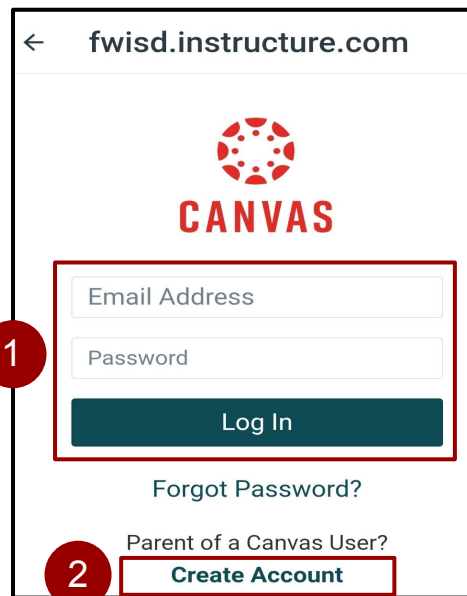 ← fwisd.instructure.com
CANVAS
Email Address
1
Password
Log In
Forgot Password?
Parent of a Canvas User?
2
Create Account